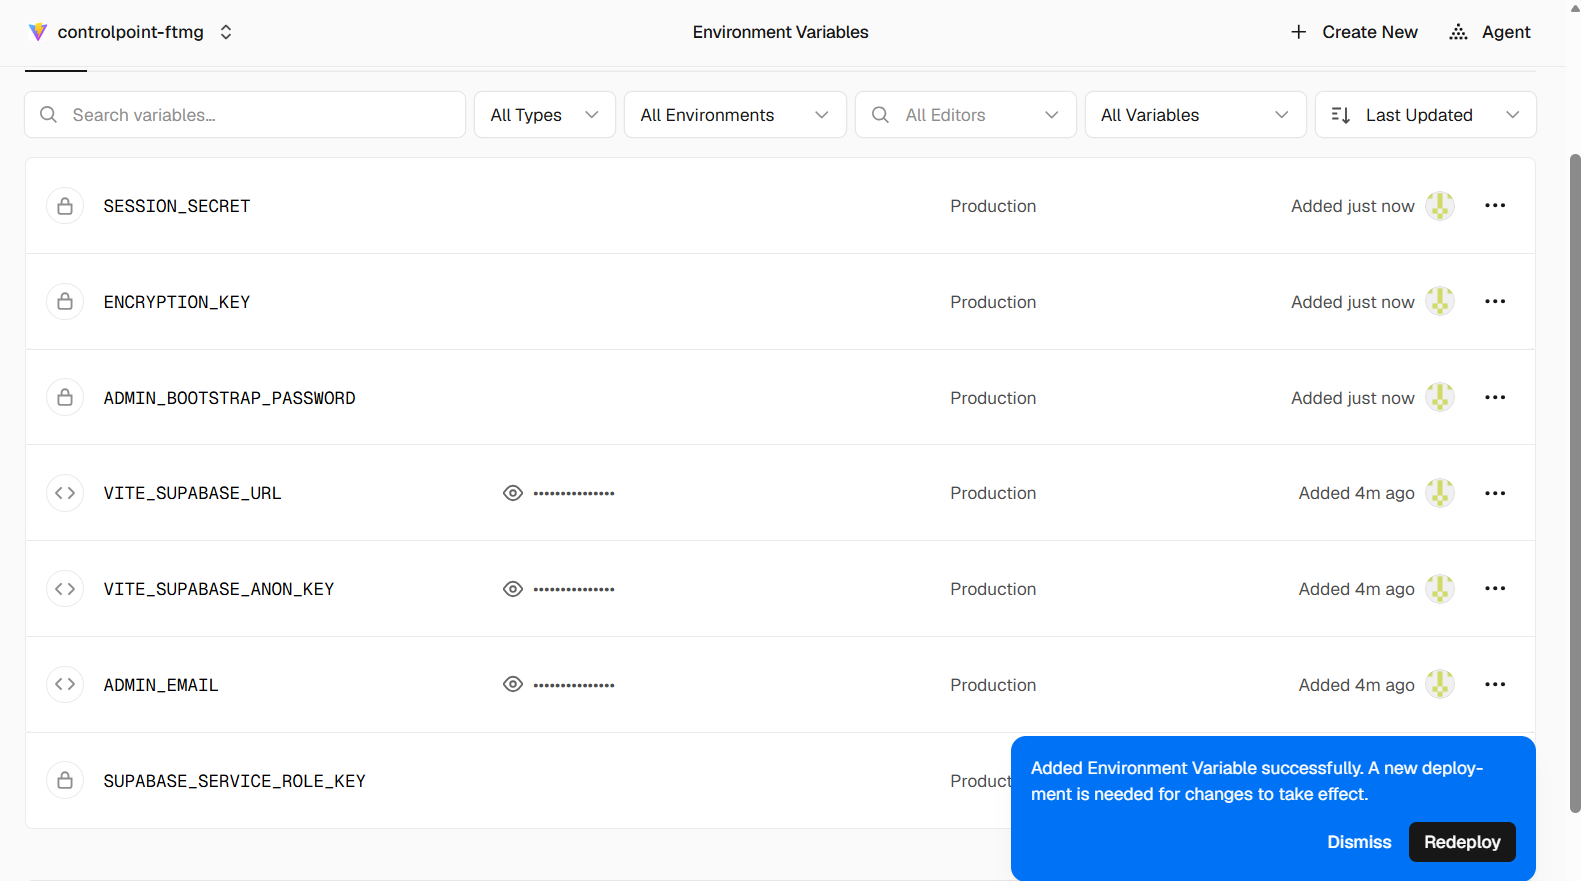 controlpoint-ftmg
Environment Variables
Create New
Agent
Search variables...
All Types
All Environments
All Editors
All Variables
Last Updated
SESSION_SECRET
Production
Added just now
ENCRYPTION_KEY
Production
Added just now
ADMIN_BOOTSTRAP_PASSWORD
Production
Added just now
VITE_SUPABASE_URL
••••••••••••••
Production
Added 4m ago
VITE_SUPABASE_ANON_KEY
••••••••••••••
Production
Added 4m ago
ADMIN_EMAIL
••••••••••••••
Production
Added 4m ago
SUPABASE_SERVICE_ROLE_KEY
Product
Added Environment Variable successfully. A new deploy-
ment is needed for changes to take effect.
Dismiss
Redeploy